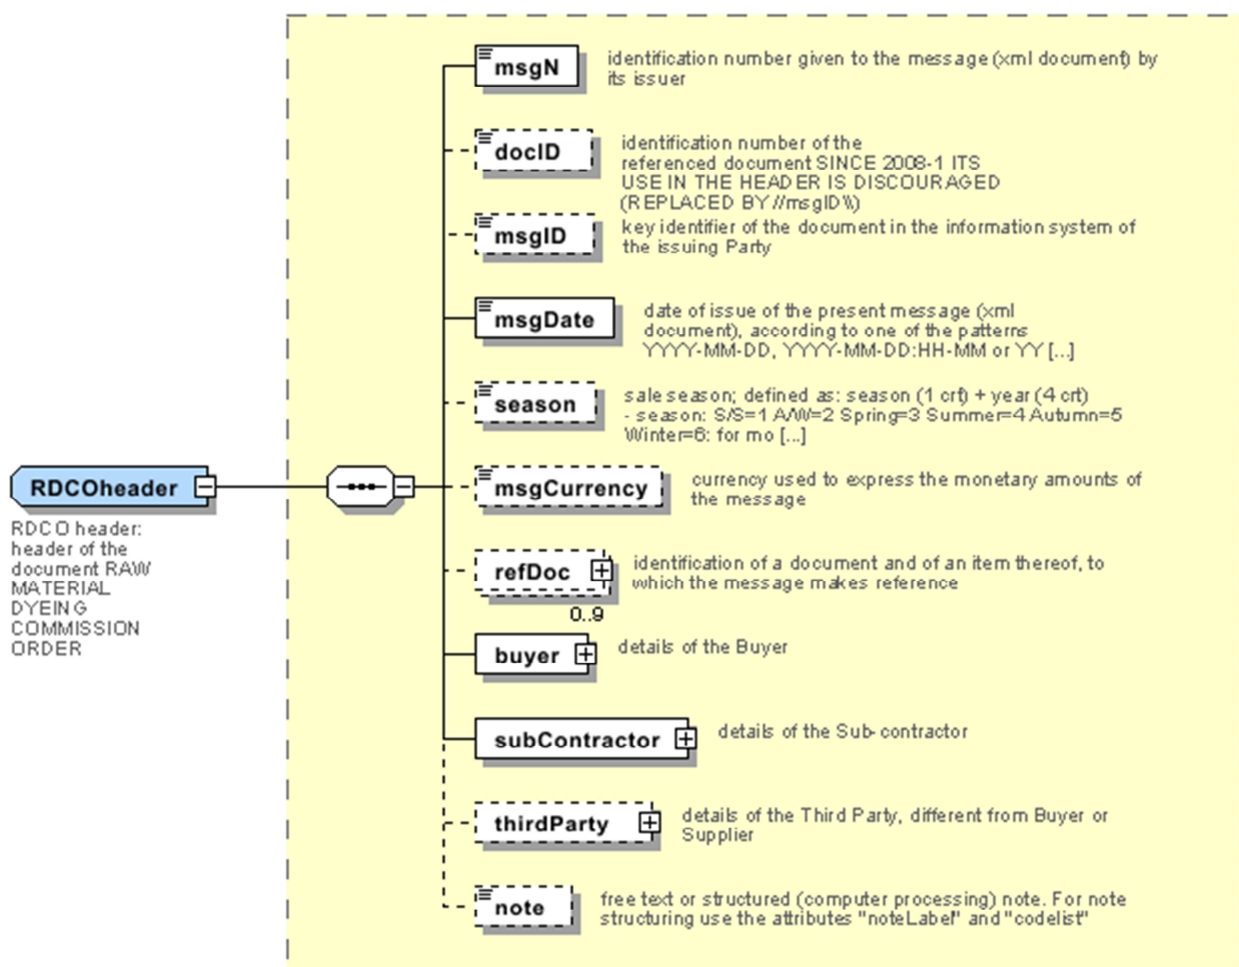 msgN
identification number given to the message (xml document) by
its issuer
docID
identification number of the
referenced document SINCE 2008-1 ITS
USE IN THE HEADER IS DISCOURAGED
(REPLACED BY //msgID\\)
msgID
key identifier of the document in the information system of
the issuing Party
msgDate
date of issue of the present message (xml
document), according to one of the patterns
YYYY-MM-DD, YYYY-MM-DD:HH-MM or YY [...]
season
sale season; defined as: season (1 crt) + year (4 crt)
- season: S/S=1 A/W=2 Spring=3 Summer=4 Autumn=5
Winter=6: for mo [...]
RDCOheader
RDCO header:
header of the
document RAW
MATERIAL
DYEING
COMMISSION
ORDER
msgCurrency
currency used to express the monetary amounts of
the message
refDoc
0..9
identification of a document and of an item thereof, to
which the message makes reference
buyer
details of the Buyer
subContractor
details of the Sub-contractor
thirdParty
details of the Third Party, different from Buyer or
Supplier
note
free text or structured (computer processing) note. For note
structuring use the attributes "noteLabel" and "codelist"